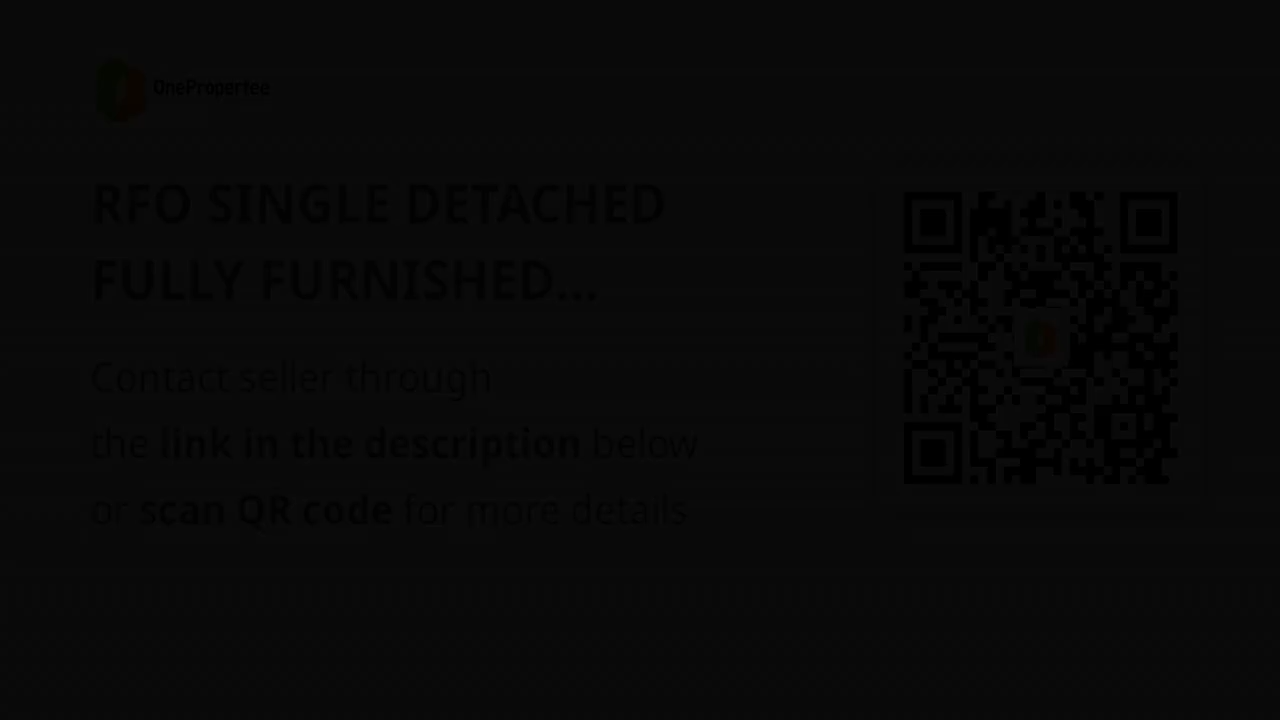 OnePropertee
RFO SINGLE DETACHED
FULLY FURNISHED...
Contact seller through
the link in the description below
or scan QR code for more details